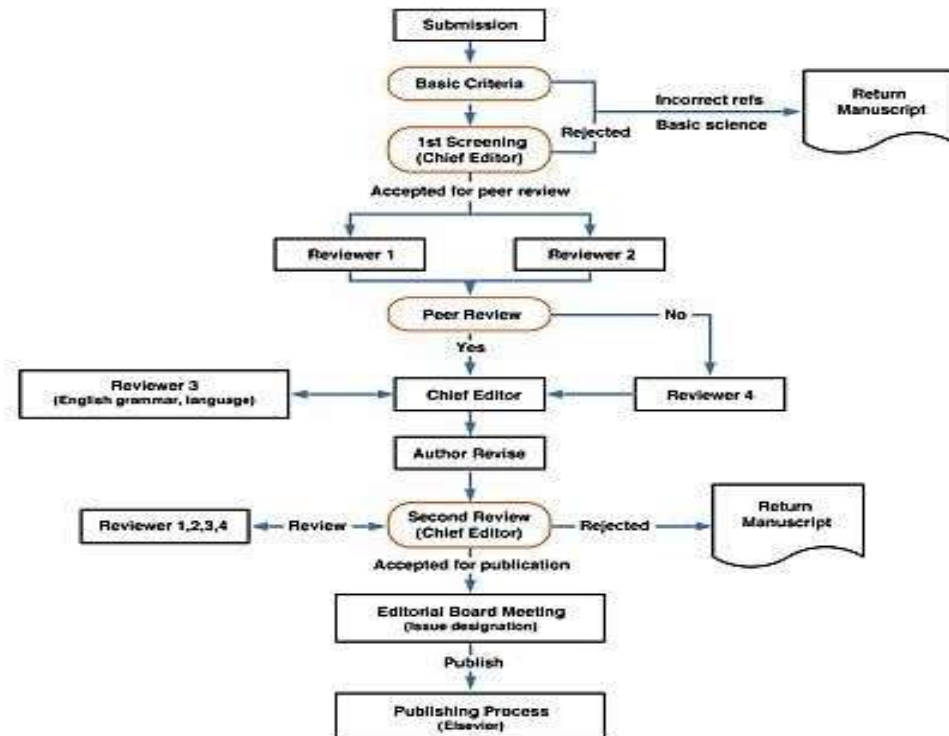 Submission
Basic Criteria
Incorrect refs
Basic science
Return
Manuscript
Rejected
1st Screening
(Chief Editor)
Accepted for peer review
Reviewer 1
Reviewer 2
Peer Review
No
Yes
Reviewer 3
(English grammar, language)
Chief Editor
Reviewer 4
Author Revise
Reviewer 1,2,3,4
Review
Second Review
(Chief Editor)
Rejected
Return
Manuscript
Accepted for publication
Editorial Board Meeting
(Issue designation)
Publish
Publishing Process
(Elsevier)